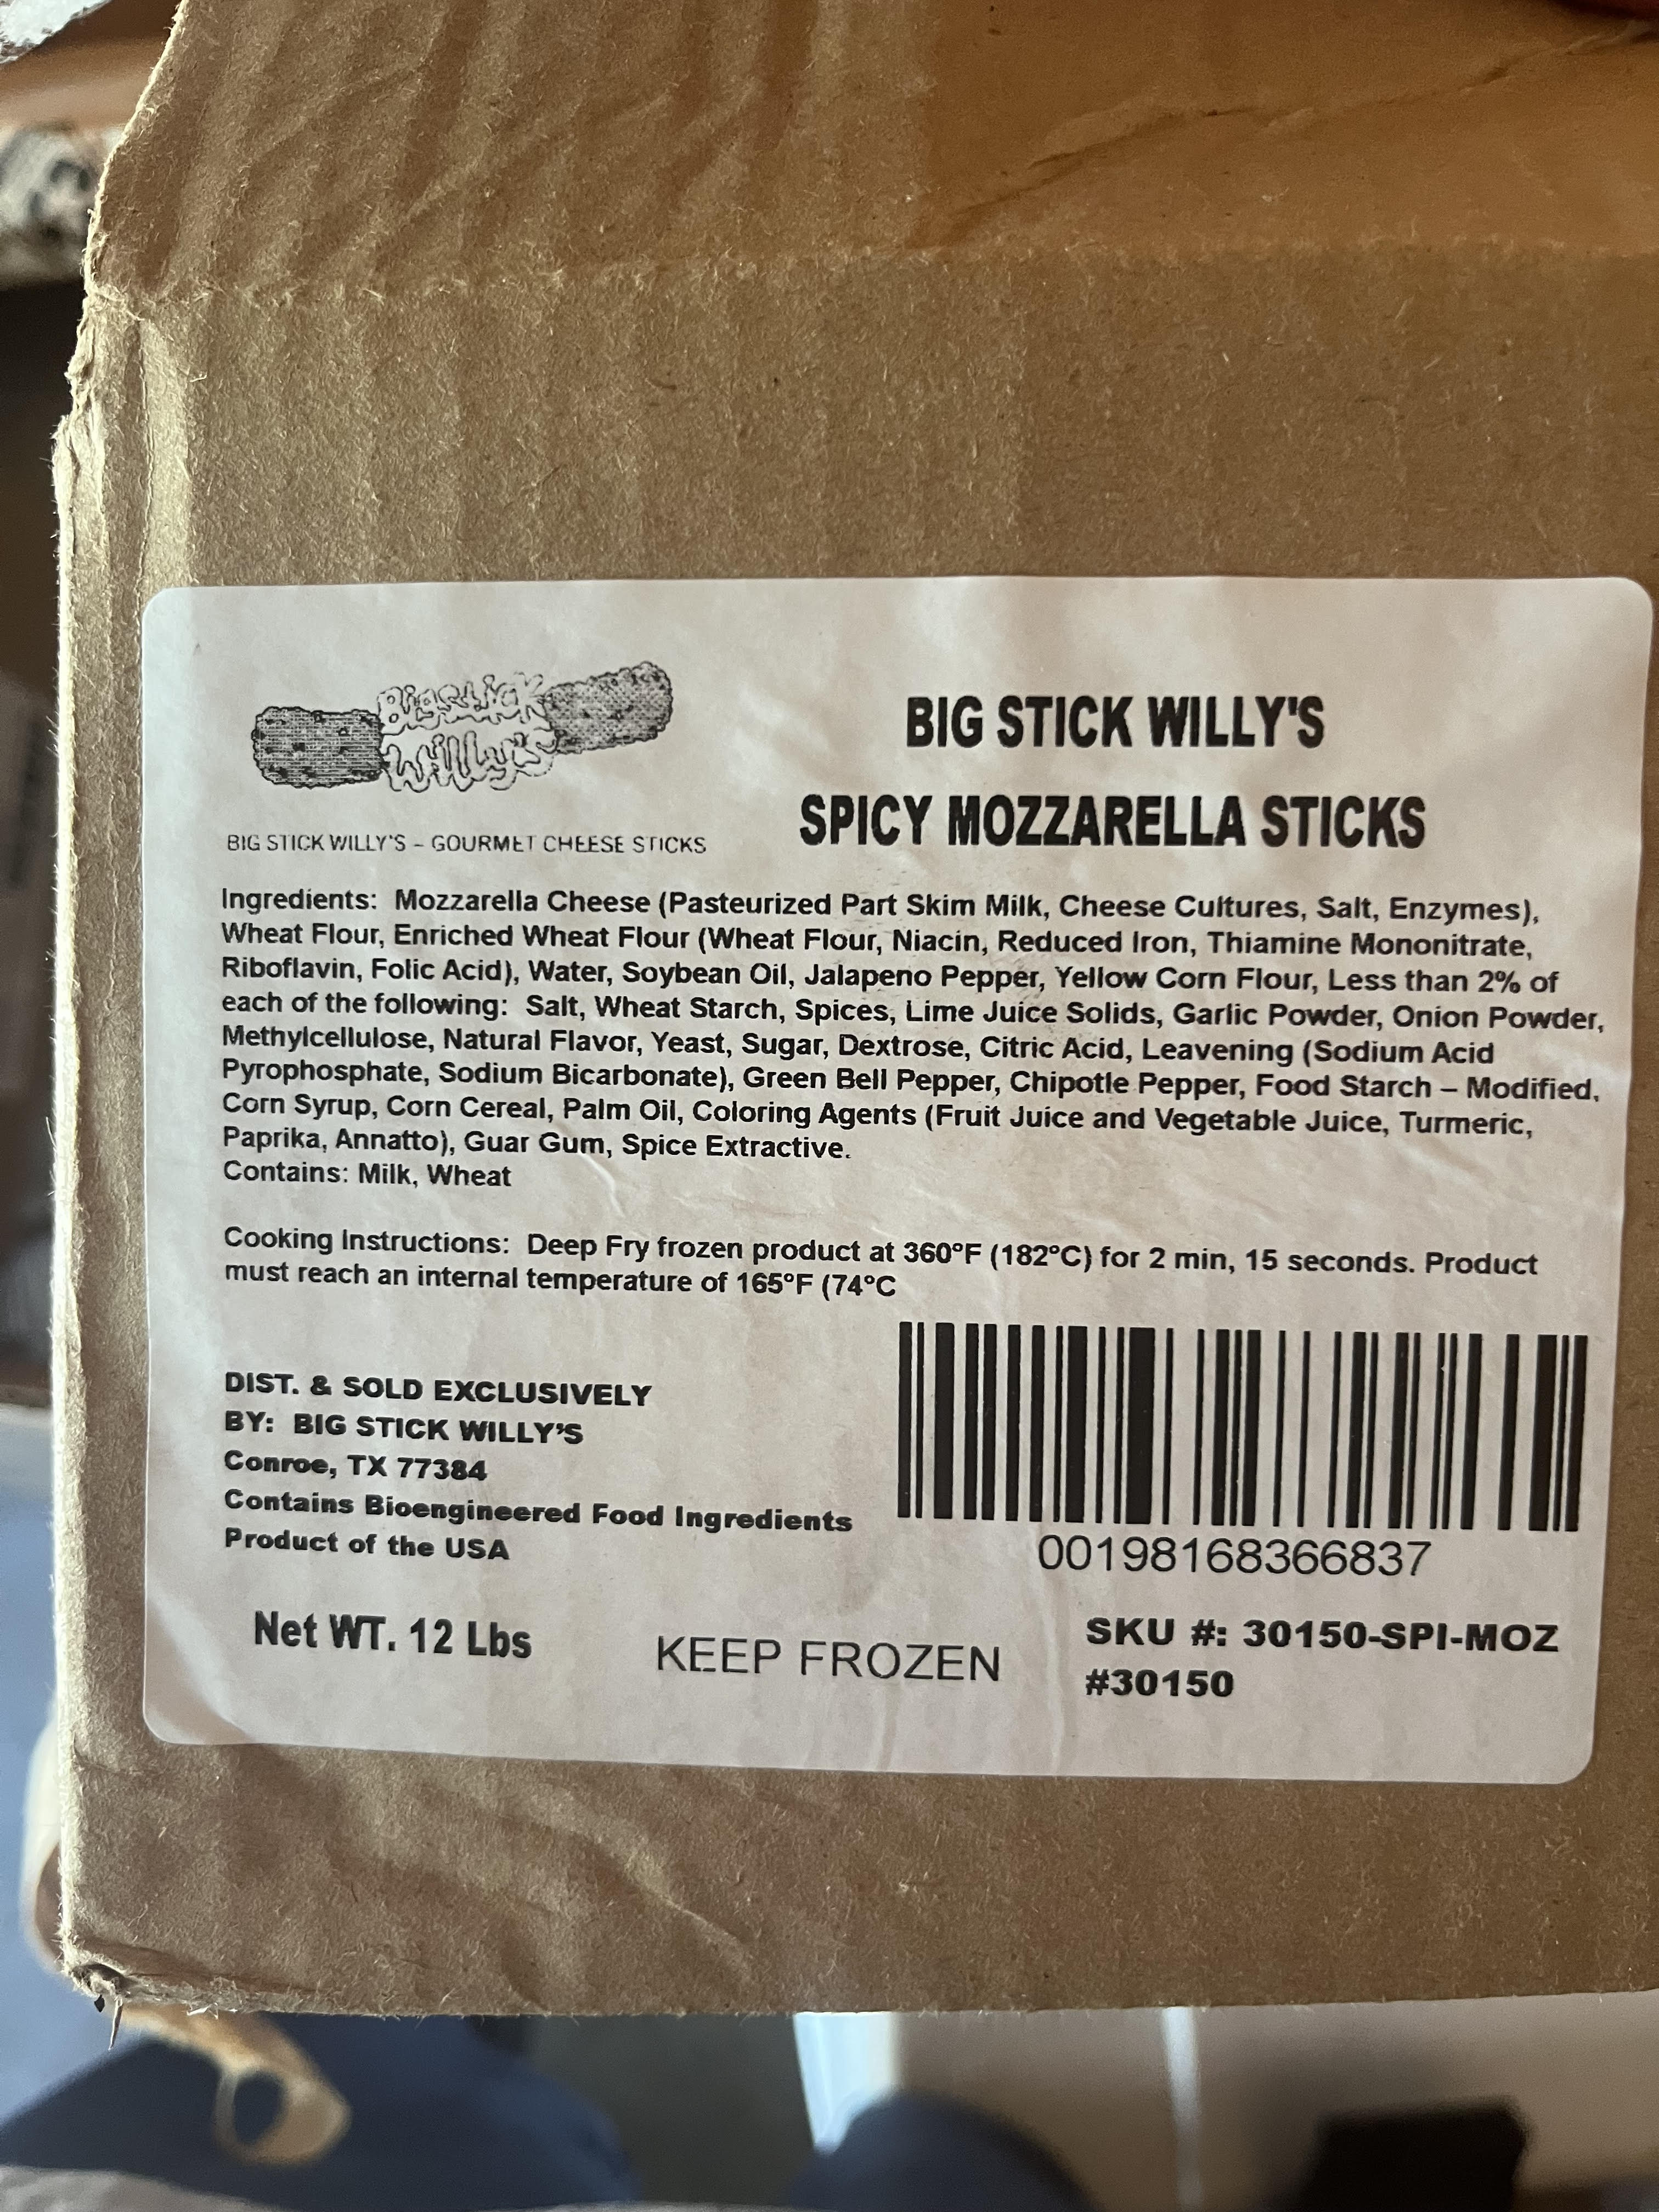 Big Stick
Willy's
BIG STICK WILLY'S – GOURMET CHEESE STICKS
BIG STICK WILLY'S
SPICY MOZZARELLA STICKS
Ingredients: Mozzarella Cheese (Pasteurized Part Skim Milk, Cheese Cultures, Salt, Enzymes),
Wheat Flour, Enriched Wheat Flour (Wheat Flour, Niacin, Reduced Iron, Thiamine Mononitrate,
Riboflavin, Folic Acid), Water, Soybean Oil, Jalapeno Pepper, Yellow Corn Flour, Less than 2% of
each of the following: Salt, Wheat Starch, Spices, Lime Juice Solids, Garlic Powder, Onion Powder,
Methylcellulose, Natural Flavor, Yeast, Sugar, Dextrose, Citric Acid, Leavening (Sodium Acid
Pyrophosphate, Sodium Bicarbonate), Green Bell Pepper, Chipotle Pepper, Food Starch – Modified,
Corn Syrup, Corn Cereal, Palm Oil, Coloring Agents (Fruit Juice and Vegetable Juice, Turmeric,
Paprika, Annatto), Guar Gum, Spice Extractive.
Contains: Milk, Wheat
Cooking Instructions: Deep Fry frozen product at 360°F (182°C) for 2 min, 15 seconds. Product
must reach an internal temperature of 165°F (74°C
DIST. & SOLD EXCLUSIVELY
BY: BIG STICK WILLY'S
Conroe, TX 77384
Contains Bioengineered Food Ingredients
Product of the USA
00198168366837
Net WT. 12 Lbs
KEEP FROZEN
SKU #: 30150-SPI-MOZ
#30150